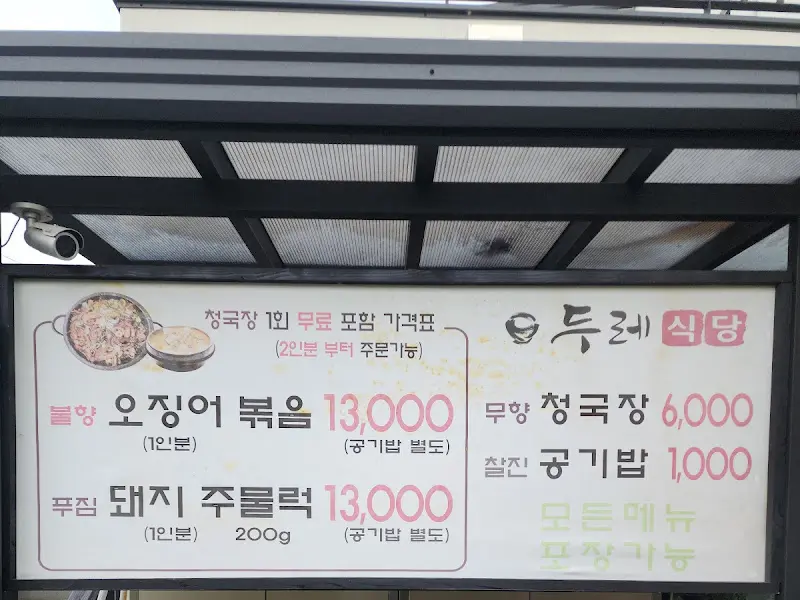 청국장 1회 무료 포함 가격표
(2인분 부터 주문가능)
불향 오징어 볶음 13,000
(1인분) (공기밥 별도)
푸짐 돼지 주물럭 13,000
(1인분) 200g (공기밥 별도)
두레 식당
무향 청국장 6,000
찰진 공기밥 1,000
모든메뉴
포장가능